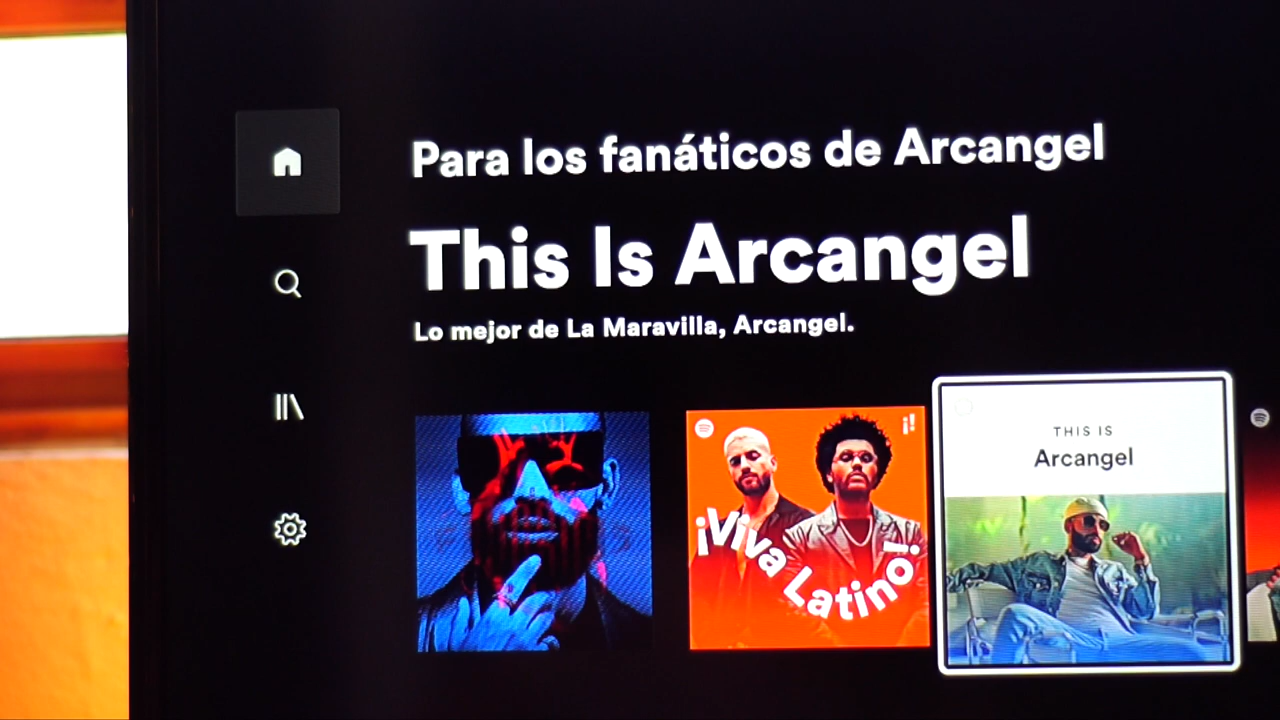 Para los fanáticos de Arcangel
This Is Arcangel
Lo mejor de La Maravilla, Arcangel.
¡!
¡Viva Latino!
THIS IS
Arcangel